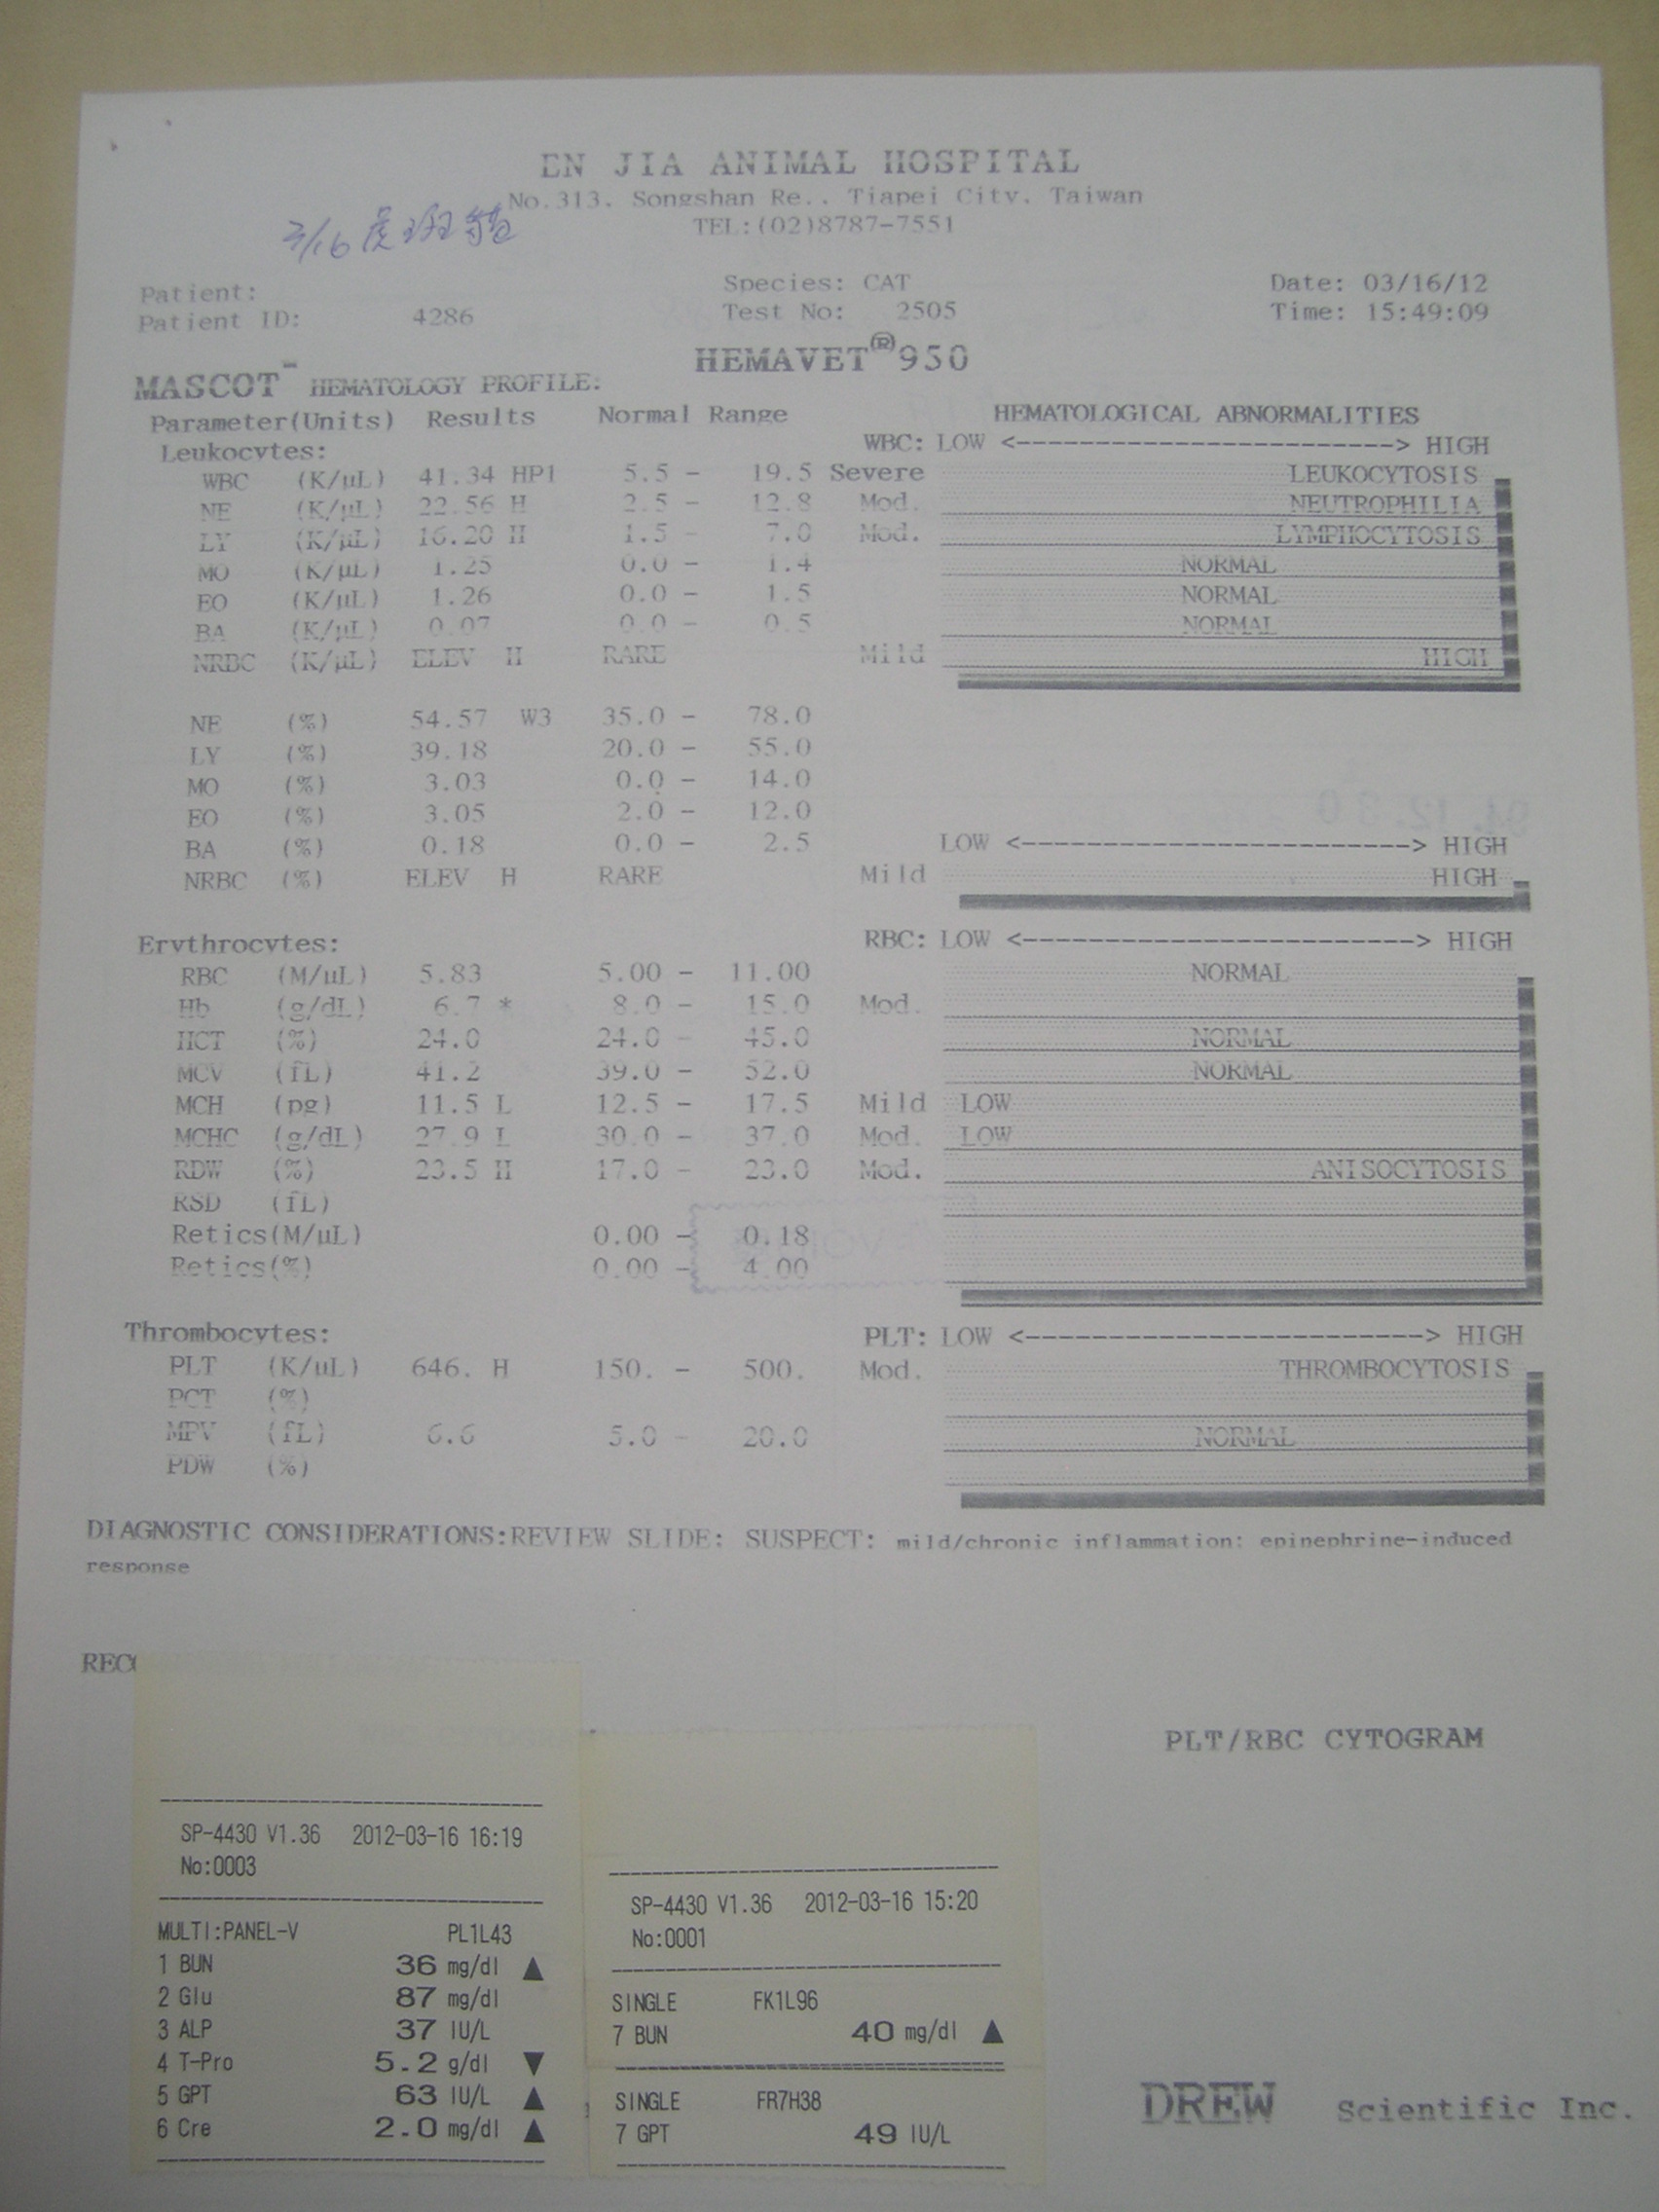 EN JIA ANIMAL HOSPITAL
No.313, Songshan Re., Tiapei City, Taiwan
TEL:(02)8787-7551
3/16
Patient: Species: CAT Date: 03/16/12
Patient ID: 4286 Test No: 2505 Time: 15:49:09
HEMAVET®950
MASCOT HEMATOLOGY PROFILE:
Parameter(Units) Results Normal Range HEMATOLOGICAL ABNORMALITIES
Leukocytes: WBC: LOW <----------------------------> HIGH
WBC (K/µL) 41.34 HP1 5.5 - 19.5 Severe LEUKOCYTOSIS
NE (K/µL) 22.56 H 2.5 - 12.8 Mod. NEUTROPHILIA
LY (K/µL) 16.20 H 1.5 - 7.0 Mod. LYMPHOCYTOSIS
MO (K/µL) 1.25 0.0 - 1.4 NORMAL
EO (K/µL) 1.26 0.0 - 1.5 NORMAL
BA (K/µL) 0.07 0.0 - 0.5 NORMAL
NRBC (K/µL) ELEV H RARE Mild HIGH
NE (%) 54.57 W3 35.0 - 78.0
LY (%) 39.18 20.0 - 55.0
MO (%) 3.03 0.0 - 14.0
EO (%) 3.05 2.0 - 12.0
BA (%) 0.18 0.0 - 2.5 LOW <----------------------------> HIGH
NRBC (%) ELEV H RARE Mild HIGH
Erythrocytes: RBC: LOW <----------------------------> HIGH
RBC (M/µL) 5.83 5.00 - 11.00 NORMAL
Hb (g/dL) 6.7 * 8.0 - 15.0 Mod.
HCT (%) 24.0 24.0 - 45.0 NORMAL
MCV (fL) 41.2 39.0 - 52.0 NORMAL
MCH (pg) 11.5 L 12.5 - 17.5 Mild LOW
MCHC (g/dL) 27.9 L 30.0 - 37.0 Mod. LOW
RDW (%) 23.5 H 17.0 - 23.0 Mod. ANISOCYTOSIS
RSD (fL)
Retics(M/µL) 0.00 - 0.18
Retics(%) 0.00 - 4.00
Thrombocytes: PLT: LOW <----------------------------> HIGH
PLT (K/µL) 646. H 150. - 500. Mod. THROMBOCYTOSIS
PCT (%)
MPV (fL) 6.6 5.0 - 20.0 NORMAL
PDW (%)
DIAGNOSTIC CONSIDERATIONS:REVIEW SLIDE: SUSPECT: mild/chronic inflammation; epinephrine-induced
response
RECO
PLT/RBC CYTOGRAM
SP-4430 V1.36 2012-03-16 16:19
No:0003
MULTI:PANEL-V PL1L43
1 BUN 36 mg/dl ▲
2 Glu 87 mg/dl
3 ALP 37 IU/L
4 T-Pro 5.2 g/dl ▼
5 GPT 63 IU/L ▲
6 Cre 2.0 mg/dl ▲
SP-4430 V1.36 2012-03-16 15:20
No:0001
SINGLE FK1L96
7 BUN 40 mg/dl ▲
SINGLE FR7H38
7 GPT 49 IU/L
DREW Scientific Inc.